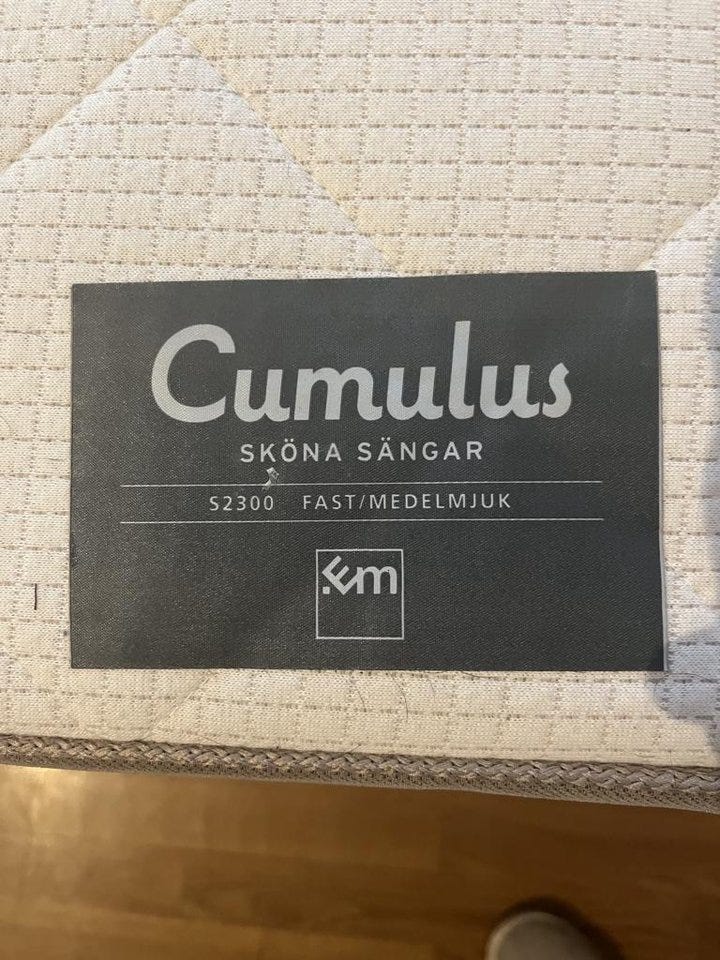 Cumulus
SKÖNA SÄNGAR
S2300 FAST/MEDELMJUK
.Em